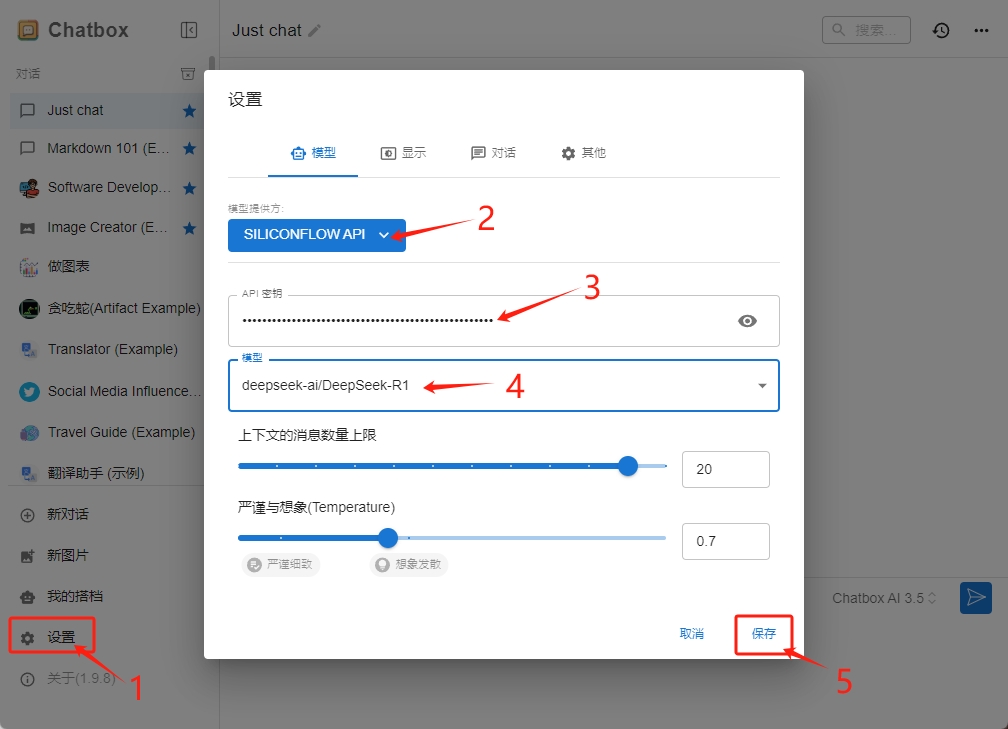 Chatbox
Just chat
搜索...
对话
Just chat
Markdown 101 (E...
Software Develop...
Image Creator (E...
做图表
贪吃蛇(Artifact Example)
Translator (Example)
Social Media Influence...
Travel Guide (Example)
翻译助手 (示例)
新对话
新图片
我的搭档
设置
关于(1.9.8)
1
设置
模型
显示
对话
其他
模型提供方:
SILICONFLOW API
2
API 密钥
••••••••••••••••••••••••••••••••••••••••••••••••••
3
模型
deepseek-ai/DeepSeek-R1
4
上下文的消息数量上限
20
严谨与想象(Temperature)
0.7
严谨细致
想象发散
取消
保存
5
Chatbox AI 3.5